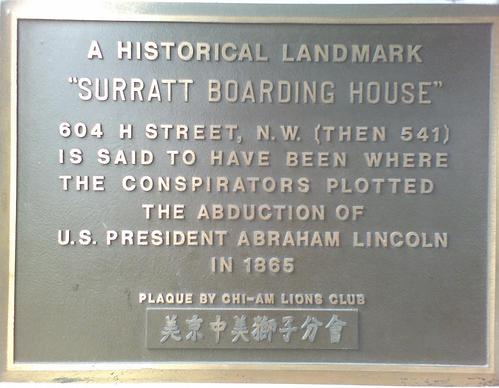 A HISTORICAL LANDMARK
"SURRATT BOARDING HOUSE"
604 H STREET, N.W. (THEN 541)
IS SAID TO HAVE BEEN WHERE
THE CONSPIRATORS PLOTTED
THE ABDUCTION OF
U.S. PRESIDENT ABRAHAM LINCOLN
IN 1865
PLAQUE BY CHI-AM LIONS CLUB
美京中美獅子分會